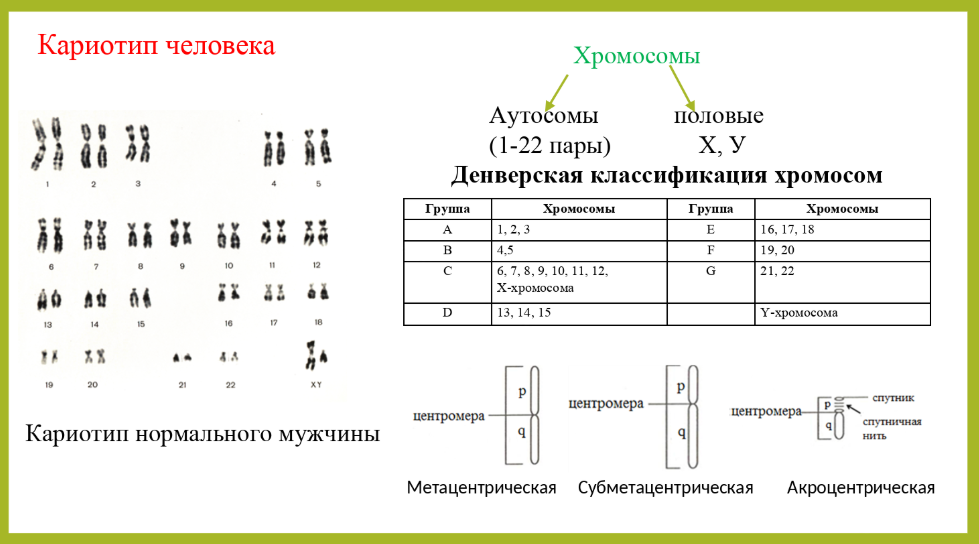 Кариотип человека
Хромосомы
Аутосомы половые
(1-22 пары) Х, У
Денверская классификация хромосом
Группа Хромосомы Группа Хромосомы
A 1, 2, 3 E 16, 17, 18
B 4,5 F 19, 20
C 6, 7, 8, 9, 10, 11, 12, G 21, 22
X-хромосома
D 13, 14, 15 Y-хромосома
1 2 3 4 5
6 7 8 9 10 11 12
13 14 15 16 17 18
19 20 21 22 XY
Кариотип нормального мужчины
p
центромера
q
Метацентрическая
p
центромера
q
Субметацентрическая
спутник
p
центромера
спутничная
нить
q
Акроцентрическая